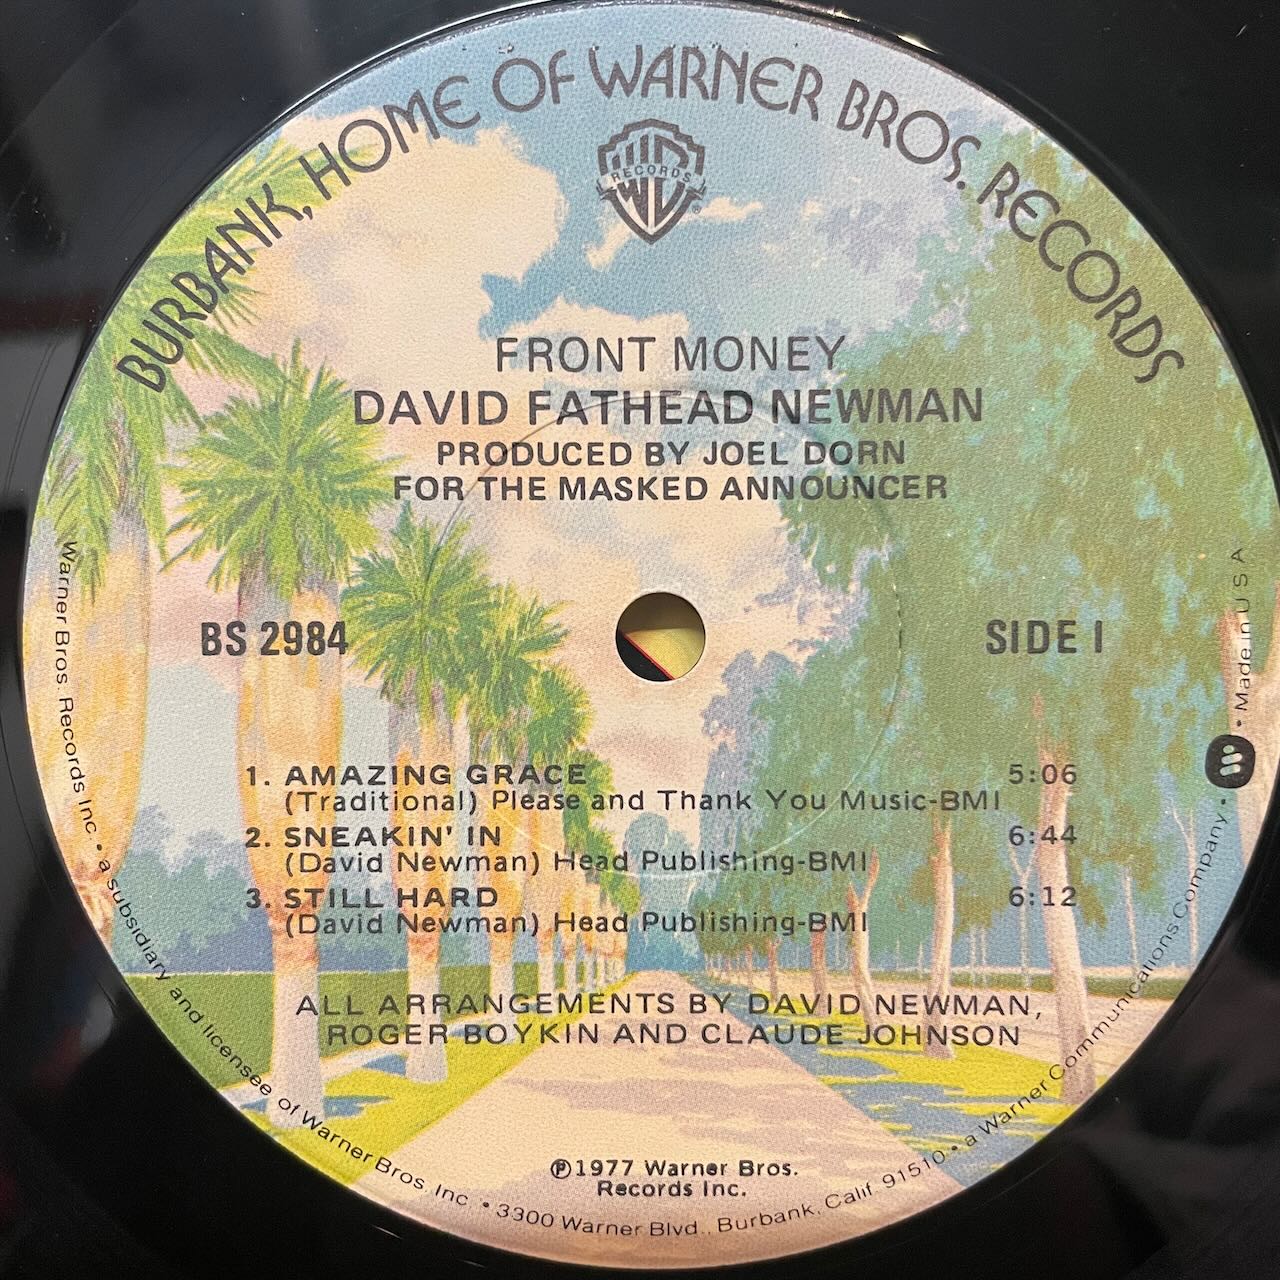 BURBANK, HOME OF WARNER BROS. RECORDS
WB
RECORDS
®
FRONT MONEY
DAVID FATHEAD NEWMAN
PRODUCED BY JOEL DORN
FOR THE MASKED ANNOUNCER
BS 2984
SIDE I
1. AMAZING GRACE 5:06
(Traditional) Please and Thank You Music-BMI
2. SNEAKIN' IN 6:44
(David Newman) Head Publishing-BMI
3. STILL HARD 6:12
(David Newman) Head Publishing-BMI
ALL ARRANGEMENTS BY DAVID NEWMAN,
ROGER BOYKIN AND CLAUDE JOHNSON
℗1977 Warner Bros.
Records Inc.
Warner Bros. Records Inc. • a subsidiary and licensee of Warner Bros. Inc. • 3300 Warner Blvd., Burbank, Calif. 91510 • a Warner Communications Company • Made in U S A